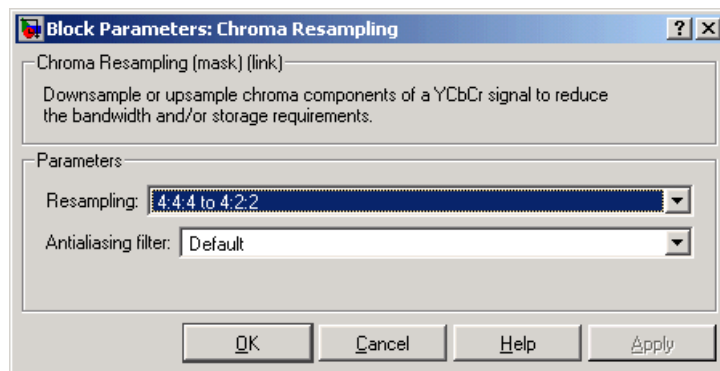 Block Parameters: Chroma Resampling
Chroma Resampling (mask) (link)
Downsample or upsample chroma components of a YCbCr signal to reduce
the bandwidth and/or storage requirements.
Parameters
Resampling: 4:4:4 to 4:2:2
Antialiasing filter: Default
OK Cancel Help Apply